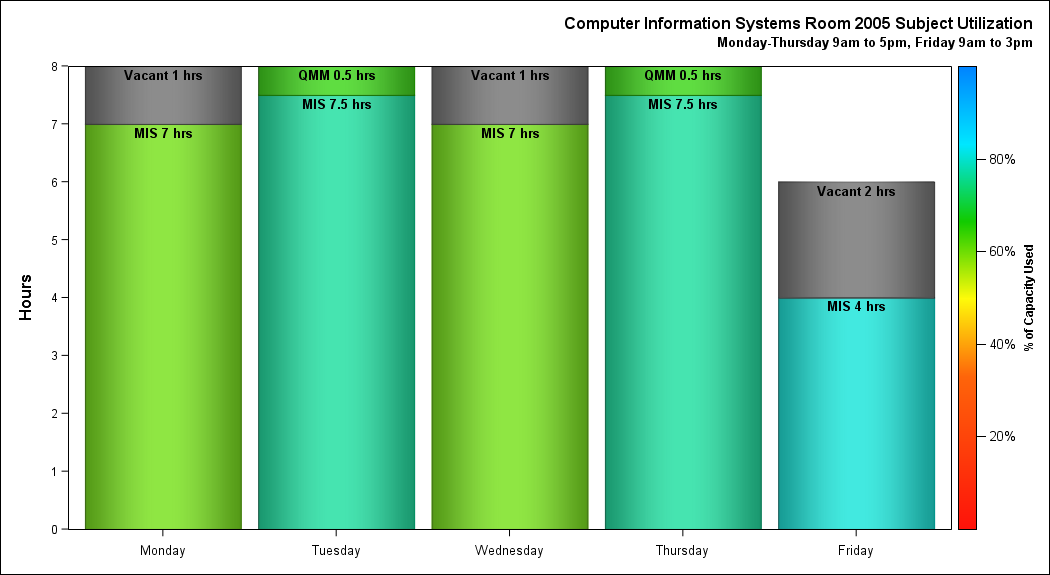 Computer Information Systems Room 2005 Subject Utilization
Monday-Thursday 9am to 5pm, Friday 9am to 3pm
Hours
8
7
6
5
4
3
2
1
0
Vacant 1 hrs
MIS 7 hrs
QMM 0.5 hrs
MIS 7.5 hrs
Vacant 1 hrs
MIS 7 hrs
QMM 0.5 hrs
MIS 7.5 hrs
Vacant 2 hrs
MIS 4 hrs
Monday
Tuesday
Wednesday
Thursday
Friday
80%
60%
40%
20%
% of Capacity Used